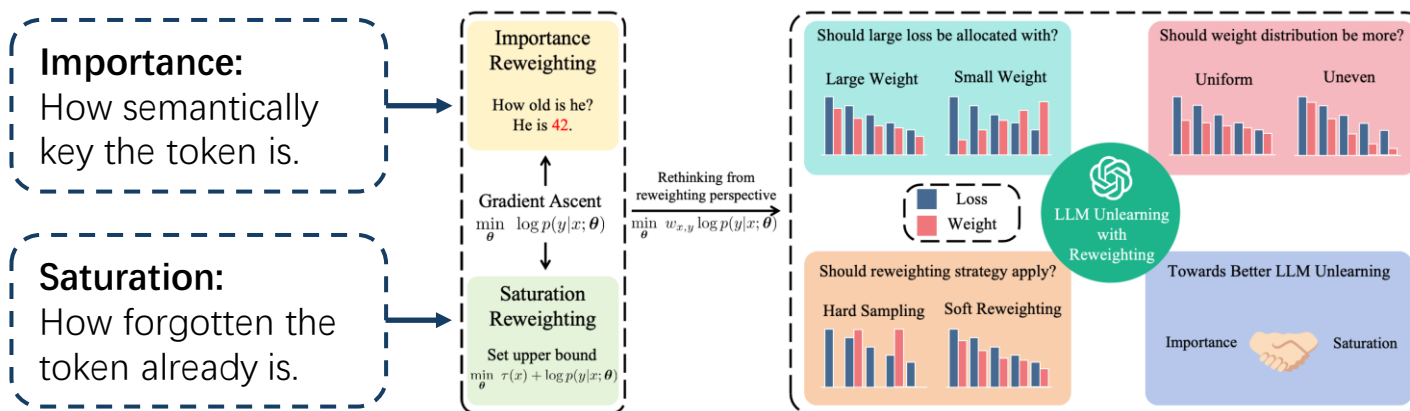 Importance:
How semantically
key the token is.
Saturation:
How forgotten the
token already is.
Importance
Reweighting
How old is he?
He is 42.
Gradient Ascent
min_θ log p(y|x; θ)
Saturation
Reweighting
Set upper bound
min_θ τ(x) + log p(y|x; θ)
Rethinking from
reweighting perspective
min_θ w_{x,y} log p(y|x; θ)
Should large loss be allocated with?
Large Weight
Small Weight
Should weight distribution be more?
Uniform
Uneven
Loss
Weight
LLM Unlearning
with
Reweighting
Should reweighting strategy apply?
Hard Sampling
Soft Reweighting
Towards Better LLM Unlearning
Importance
Saturation